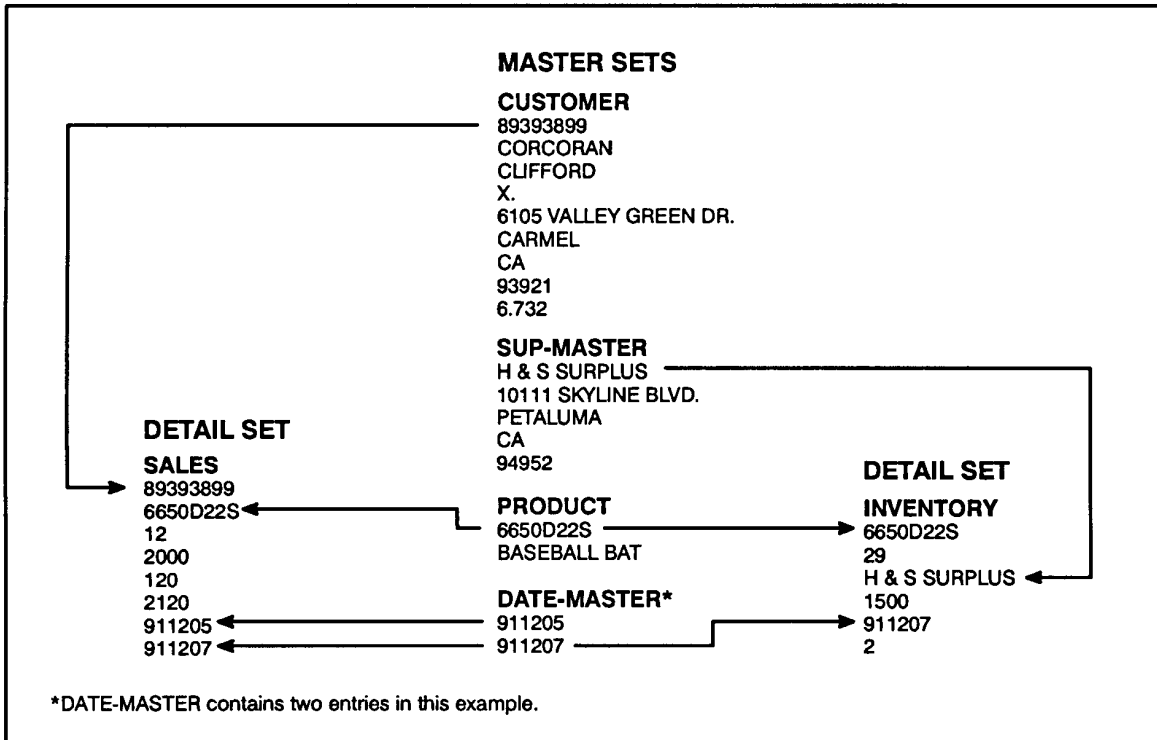 MASTER SETS
CUSTOMER
89393899
CORCORAN
CLIFFORD
X.
6105 VALLEY GREEN DR.
CARMEL
CA
93921
6.732
SUP-MASTER
H & S SURPLUS
10111 SKYLINE BLVD.
PETALUMA
CA
94952
DETAIL SET
SALES
89393899
6650D22S
12
2000
120
2120
911205
911207
PRODUCT
6650D22S
BASEBALL BAT
DATE-MASTER*
911205
911207
DETAIL SET
INVENTORY
6650D22S
29
H & S SURPLUS
1500
911207
2
*DATE-MASTER contains two entries in this example.